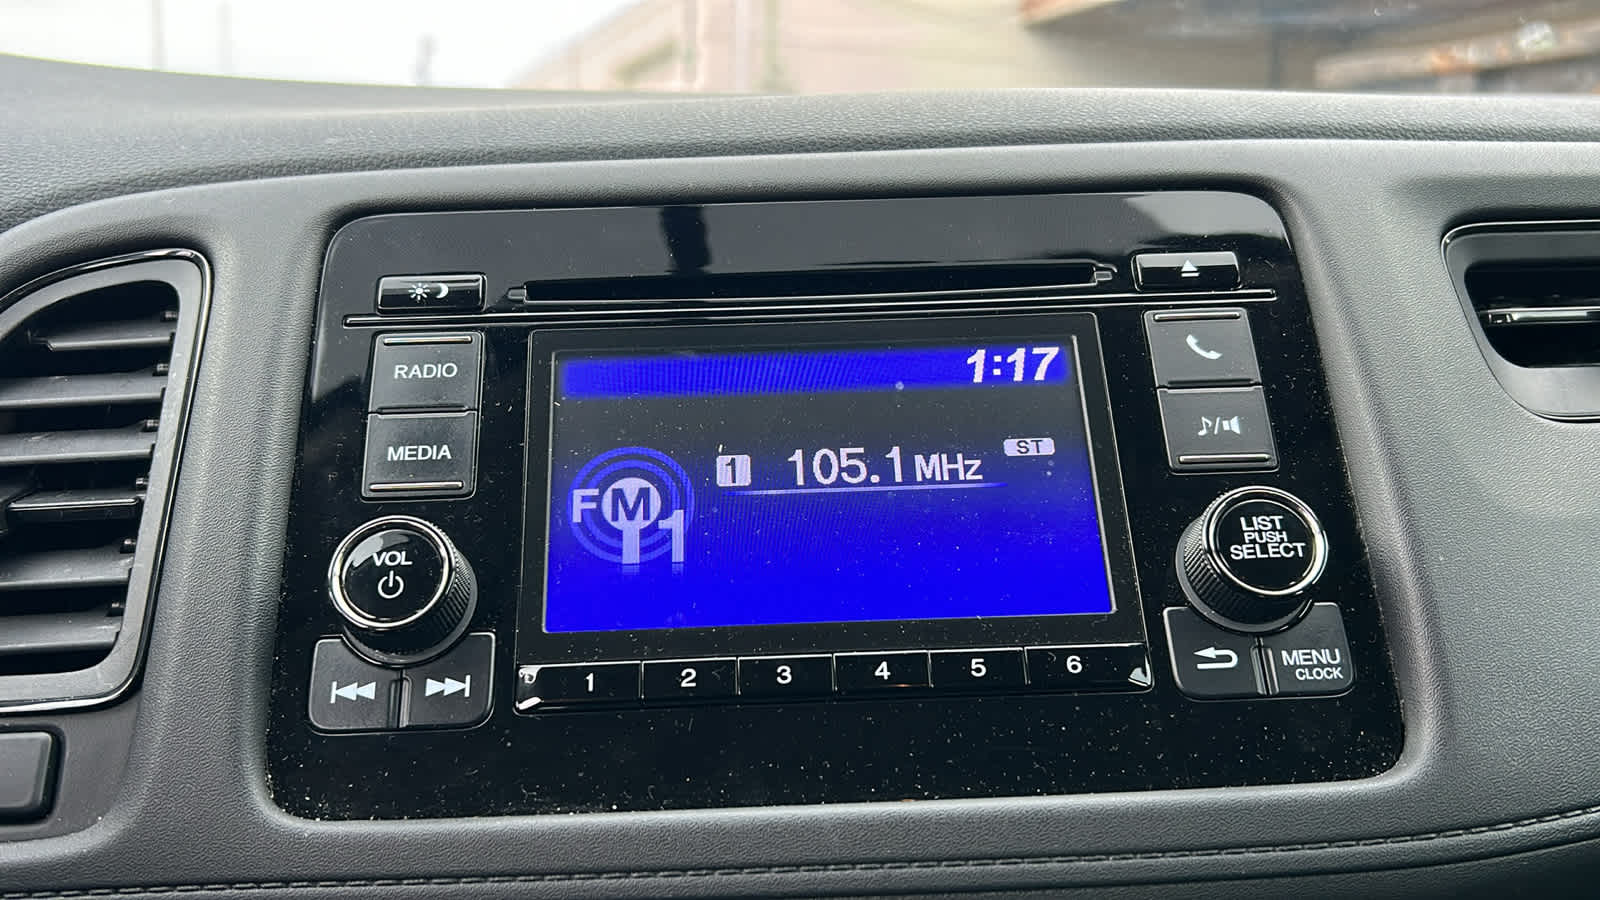 1:17
RADIO
MEDIA
1 105.1 MHz ST
FM
1
VOL
LIST
PUSH
SELECT
1 2 3 4 5 6
MENU
CLOCK